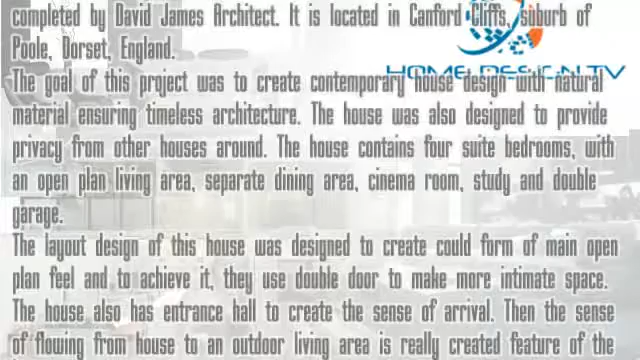 completed by David James Architect. It is located in Canford Cliffs, suburb of
Poole, Dorset, England.
HOME DESIGN TV
The goal of this project was to create contemporary house design with natural
material ensuring timeless architecture. The house was also designed to provide
privacy from other houses around. The house contains four suite bedrooms, with
an open plan living area, separate dining area, cinema room, study and double
garage.
The layout design of this house was designed to create could form of main open
plan feel and to achieve it, they use double door to make more intimate space.
The house also has entrance hall to create the sense of arrival. Then the sense
of flowing from house to an outdoor living area is really created feature of the